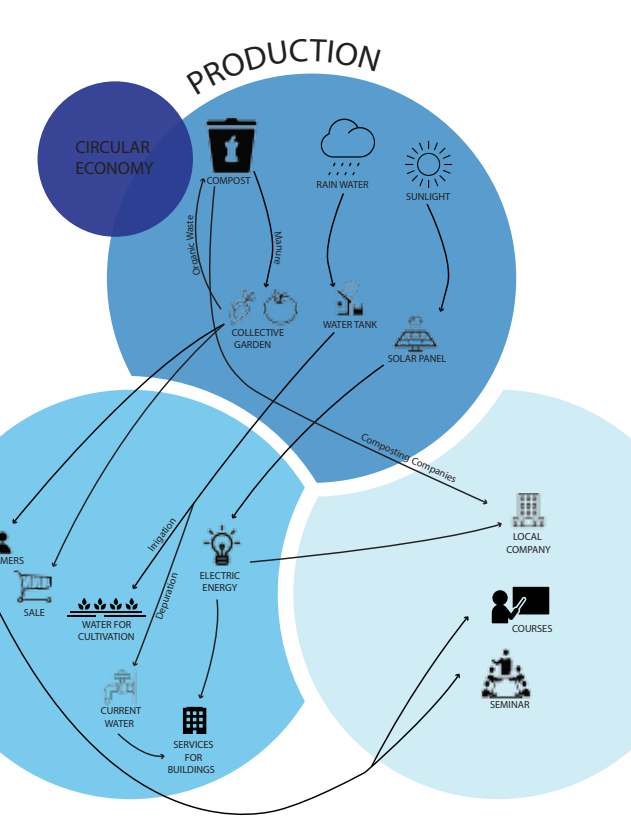 PRODUCTION
CIRCULAR
ECONOMY
COMPOST
RAIN WATER
SUNLIGHT
Organic Waste
Manure
COLLECTIVE
GARDEN
WATER TANK
SOLAR PANEL
Composting Companies
LOCAL
COMPANY
Irrigation
MERS
ELECTRIC
ENERGY
Depuration
SALE
WATER FOR
CULTIVATION
COURSES
SEMINAR
CURRENT
WATER
SERVICES
FOR
BUILDINGS